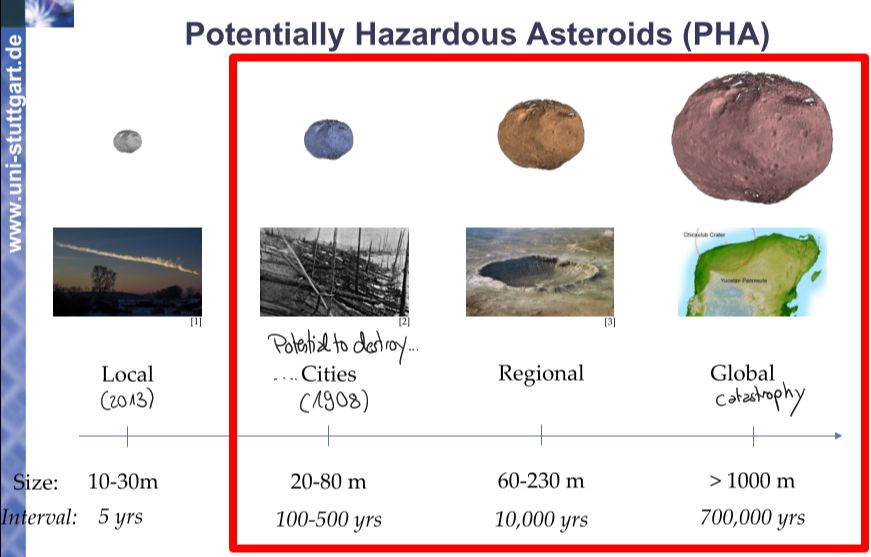 Potentially Hazardous Asteroids (PHA)
www.uni-stuttgart.de
Chicxulub Crater
Yucatan Peninsula
[1]
[2]
[3]
Potential to destroy...
Local
....Cities
Regional
Global
(2013)
(1908)
catastrophy
Size: 10-30m 20-80 m 60-230 m > 1000 m
Interval: 5 yrs 100-500 yrs 10,000 yrs 700,000 yrs